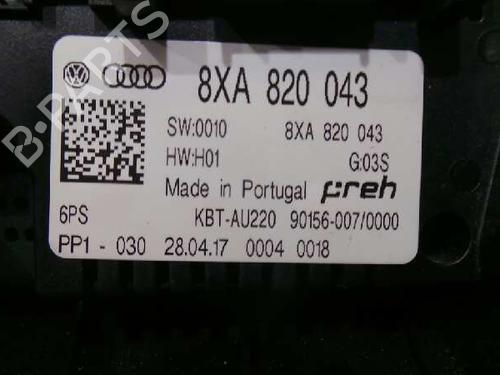 8XA 820 043
SW:0010 8XA 820 043
HW:H01 G:03S
Made in Portugal Preh
6PS KBT-AU220 90156-007/0000
PP1 - 030 28.04.17 0004 0018
B-PARTS